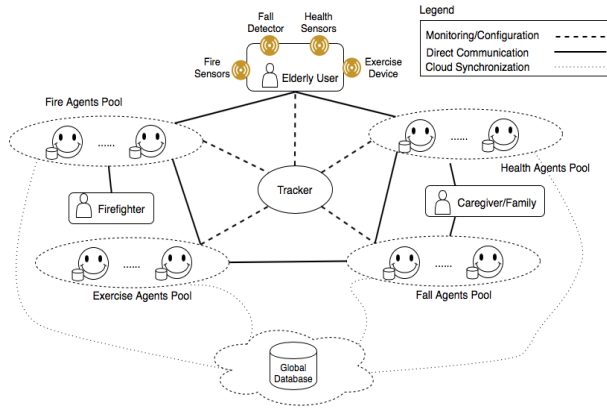 Legend
Monitoring/Configuration
Direct Communication
Cloud Synchronization
Fall
Detector
Health
Sensors
Fire
Sensors
Elderly User
Exercise
Device
Fire Agents Pool
......
......
Health Agents Pool
Tracker
Firefighter
Caregiver/Family
......
......
Exercise Agents Pool
Fall Agents Pool
Global
Database